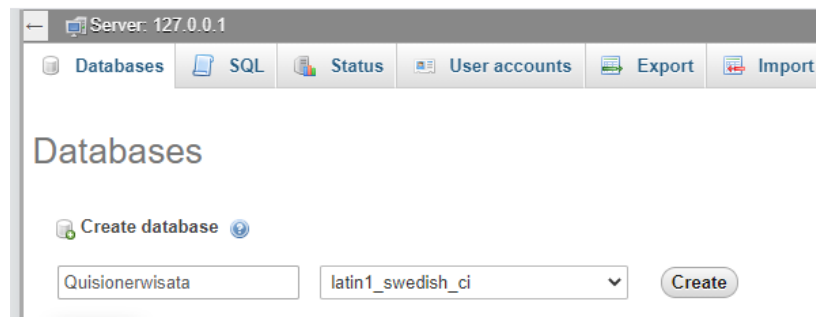 ← Server: 127.0.0.1
Databases SQL Status User accounts Export Import
Databases
Create database
Quisionerwisata latin1_swedish_ci Create